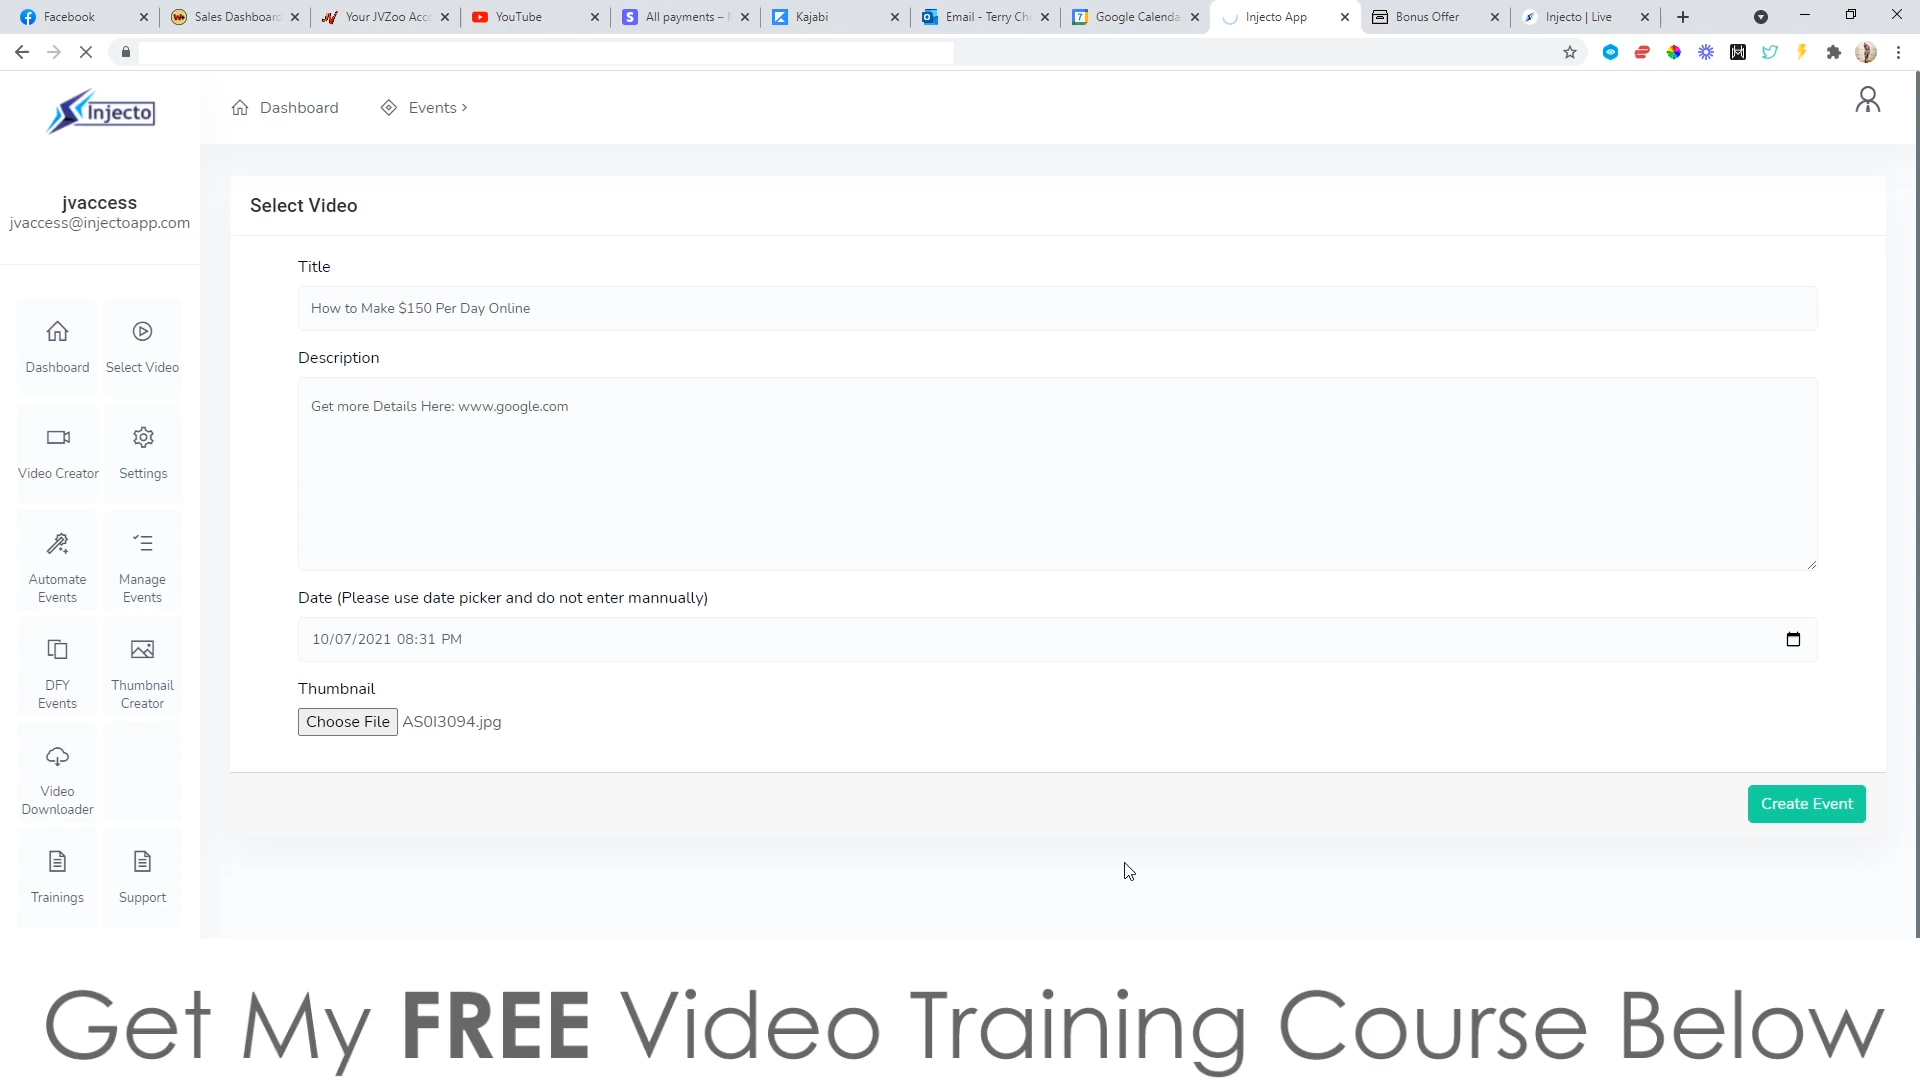 Facebook
Sales Dashboard
Your JVZoo Acc
YouTube
All payments –
Kajabi
Email - Terry Ch
Google Calenda
Injecto App
Bonus Offer
Injecto | Live
Injecto
Dashboard
Events >
jvaccess
jvaccess@injectoapp.com
Dashboard
Select Video
Video Creator
Settings
Automate Events
Manage Events
DFY Events
Thumbnail Creator
Video Downloader
Trainings
Support
Select Video
Title
How to Make $150 Per Day Online
Description
Get more Details Here: www.google.com
Date (Please use date picker and do not enter mannually)
10/07/2021 08:31 PM
Thumbnail
Choose File AS0I3094.jpg
Create Event
Get My FREE Video Training Course Below